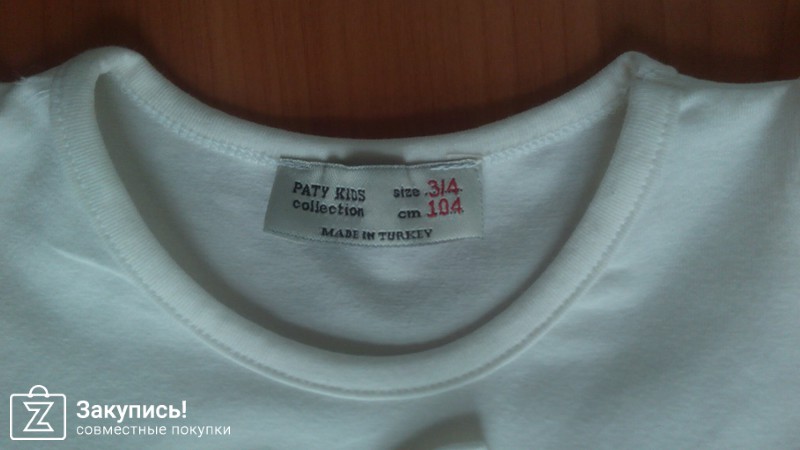 PATY KIDS size 3/4
collection cm 104
MADE IN TURKEY
Закупись!
совместные покупки